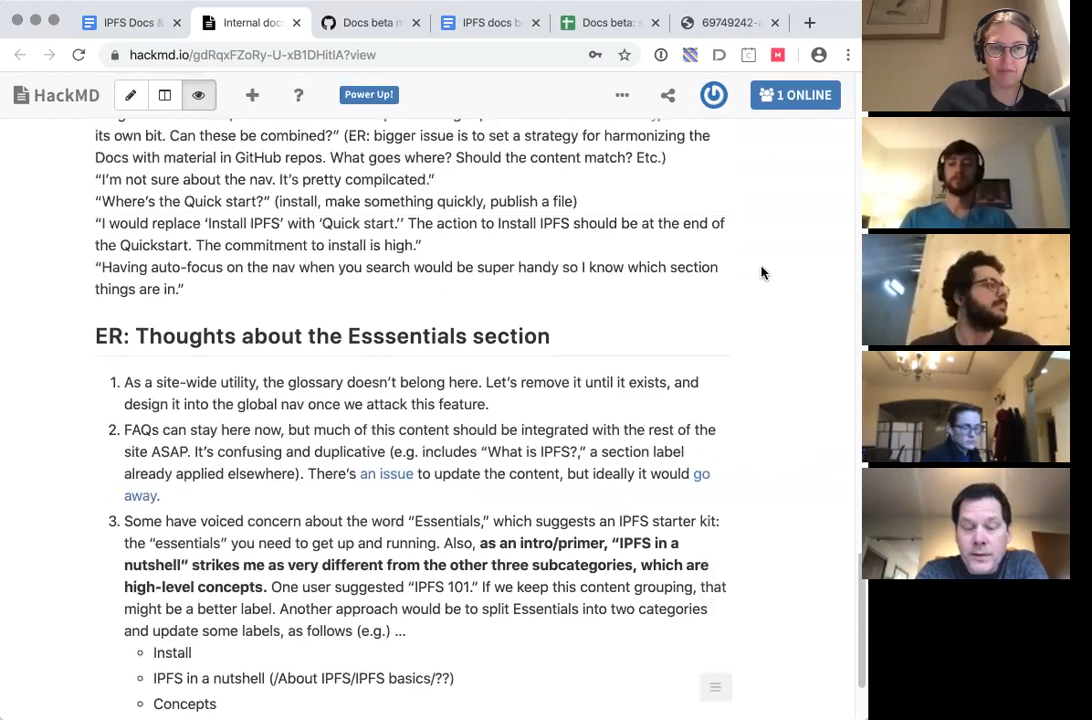 IPFS Docs &
Internal doc
Docs beta m
IPFS docs b
Docs beta: s
69749242-a
hackmd.io/gdRqxFZoRy-U-xB1DHitIA?view
HackMD
Power Up!
1 ONLINE
its own bit. Can these be combined?” (ER: bigger issue is to set a strategy for harmonizing the
Docs with material in GitHub repos. What goes where? Should the content match? Etc.)
“I’m not sure about the nav. It’s pretty compilcated.”
“Where’s the Quick start?” (install, make something quickly, publish a file)
“I would replace ‘Install IPFS’ with ‘Quick start.’’ The action to Install IPFS should be at the end of
the Quickstart. The commitment to install is high.”
“Having auto-focus on the nav when you search would be super handy so I know which section
things are in.”
ER: Thoughts about the Esssentials section
1. As a site-wide utility, the glossary doesn’t belong here. Let’s remove it until it exists, and
design it into the global nav once we attack this feature.
2. FAQs can stay here now, but much of this content should be integrated with the rest of the
site ASAP. It’s confusing and duplicative (e.g. includes “What is IPFS?,” a section label
already applied elsewhere). There’s an issue to update the content, but ideally it would go
away.
3. Some have voiced concern about the word “Essentials,” which suggests an IPFS starter kit:
the “essentials” you need to get up and running. Also, as an intro/primer, “IPFS in a
nutshell” strikes me as very different from the other three subcategories, which are
high-level concepts. One user suggested “IPFS 101.” If we keep this content grouping, that
might be a better label. Another approach would be to split Essentials into two categories
and update some labels, as follows (e.g.) ...
Install
IPFS in a nutshell (/About IPFS/IPFS basics/??)
Concepts